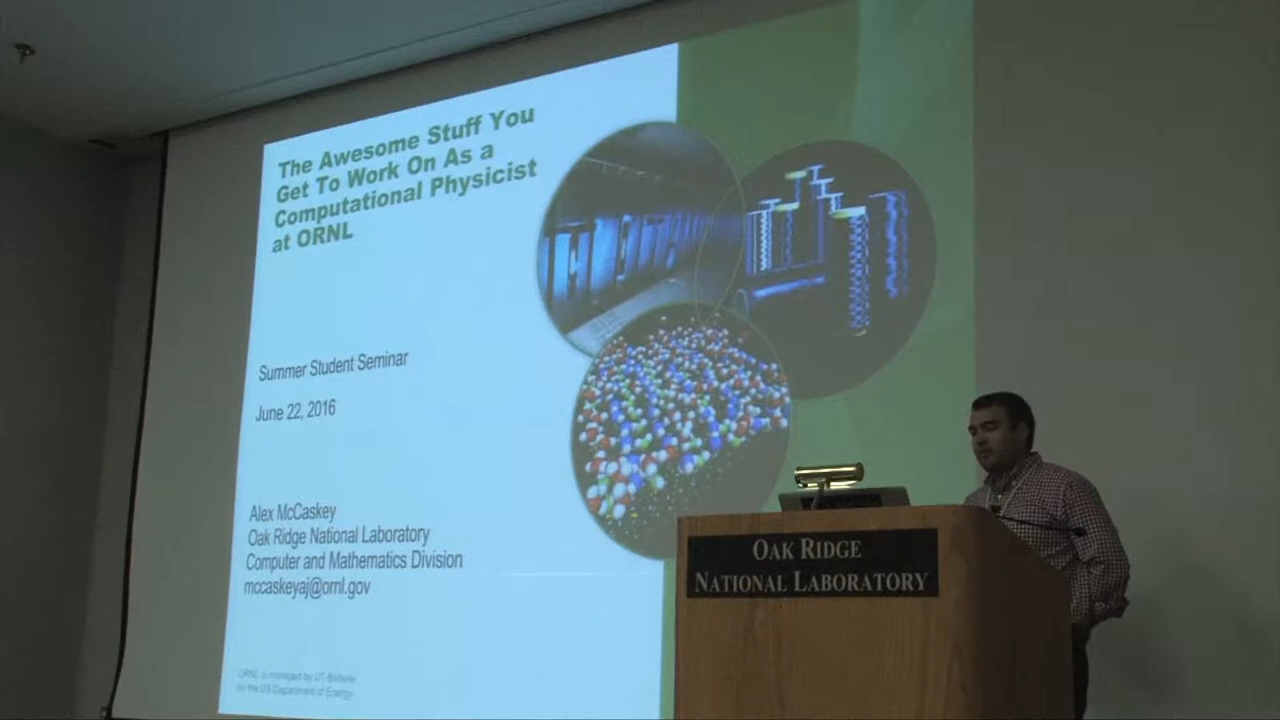 The Awesome Stuff You
Get To Work On As a
Computational Physicist
at ORNL
Summer Student Seminar
June 22, 2016
Alex McCaskey
Oak Ridge National Laboratory
Computer and Mathematics Division
mccaskeyaj@ornl.gov
ORNL is managed by UT-Battelle
for the US Department of Energy
OAK RIDGE
NATIONAL LABORATORY